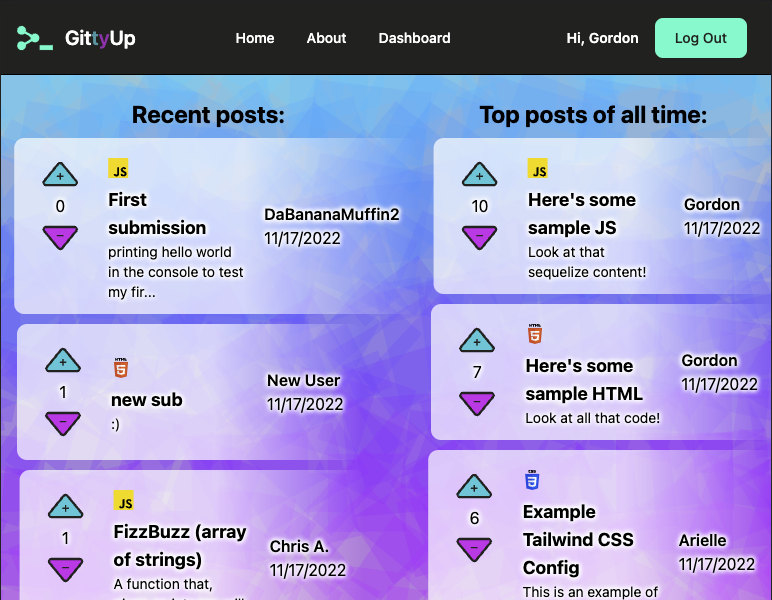 GittyUp
Home
About
Dashboard
Hi, Gordon
Log Out
Recent posts:
+
0
−
JS
First
submission
printing hello world
in the console to test
my fir...
DaBananaMuffin2
11/17/2022
+
1
−
HTML
5
new sub
:)
New User
11/17/2022
+
1
−
JS
FizzBuzz (array
of strings)
A function that,
Chris A.
11/17/2022
Top posts of all time:
+
10
−
JS
Here's some
sample JS
Look at that
sequelize content!
Gordon
11/17/2022
+
7
−
HTML
5
Here's some
sample HTML
Look at all that code!
Gordon
11/17/2022
+
6
−
CSS
3
Example
Tailwind CSS
Config
This is an example of
Arielle
11/17/2022